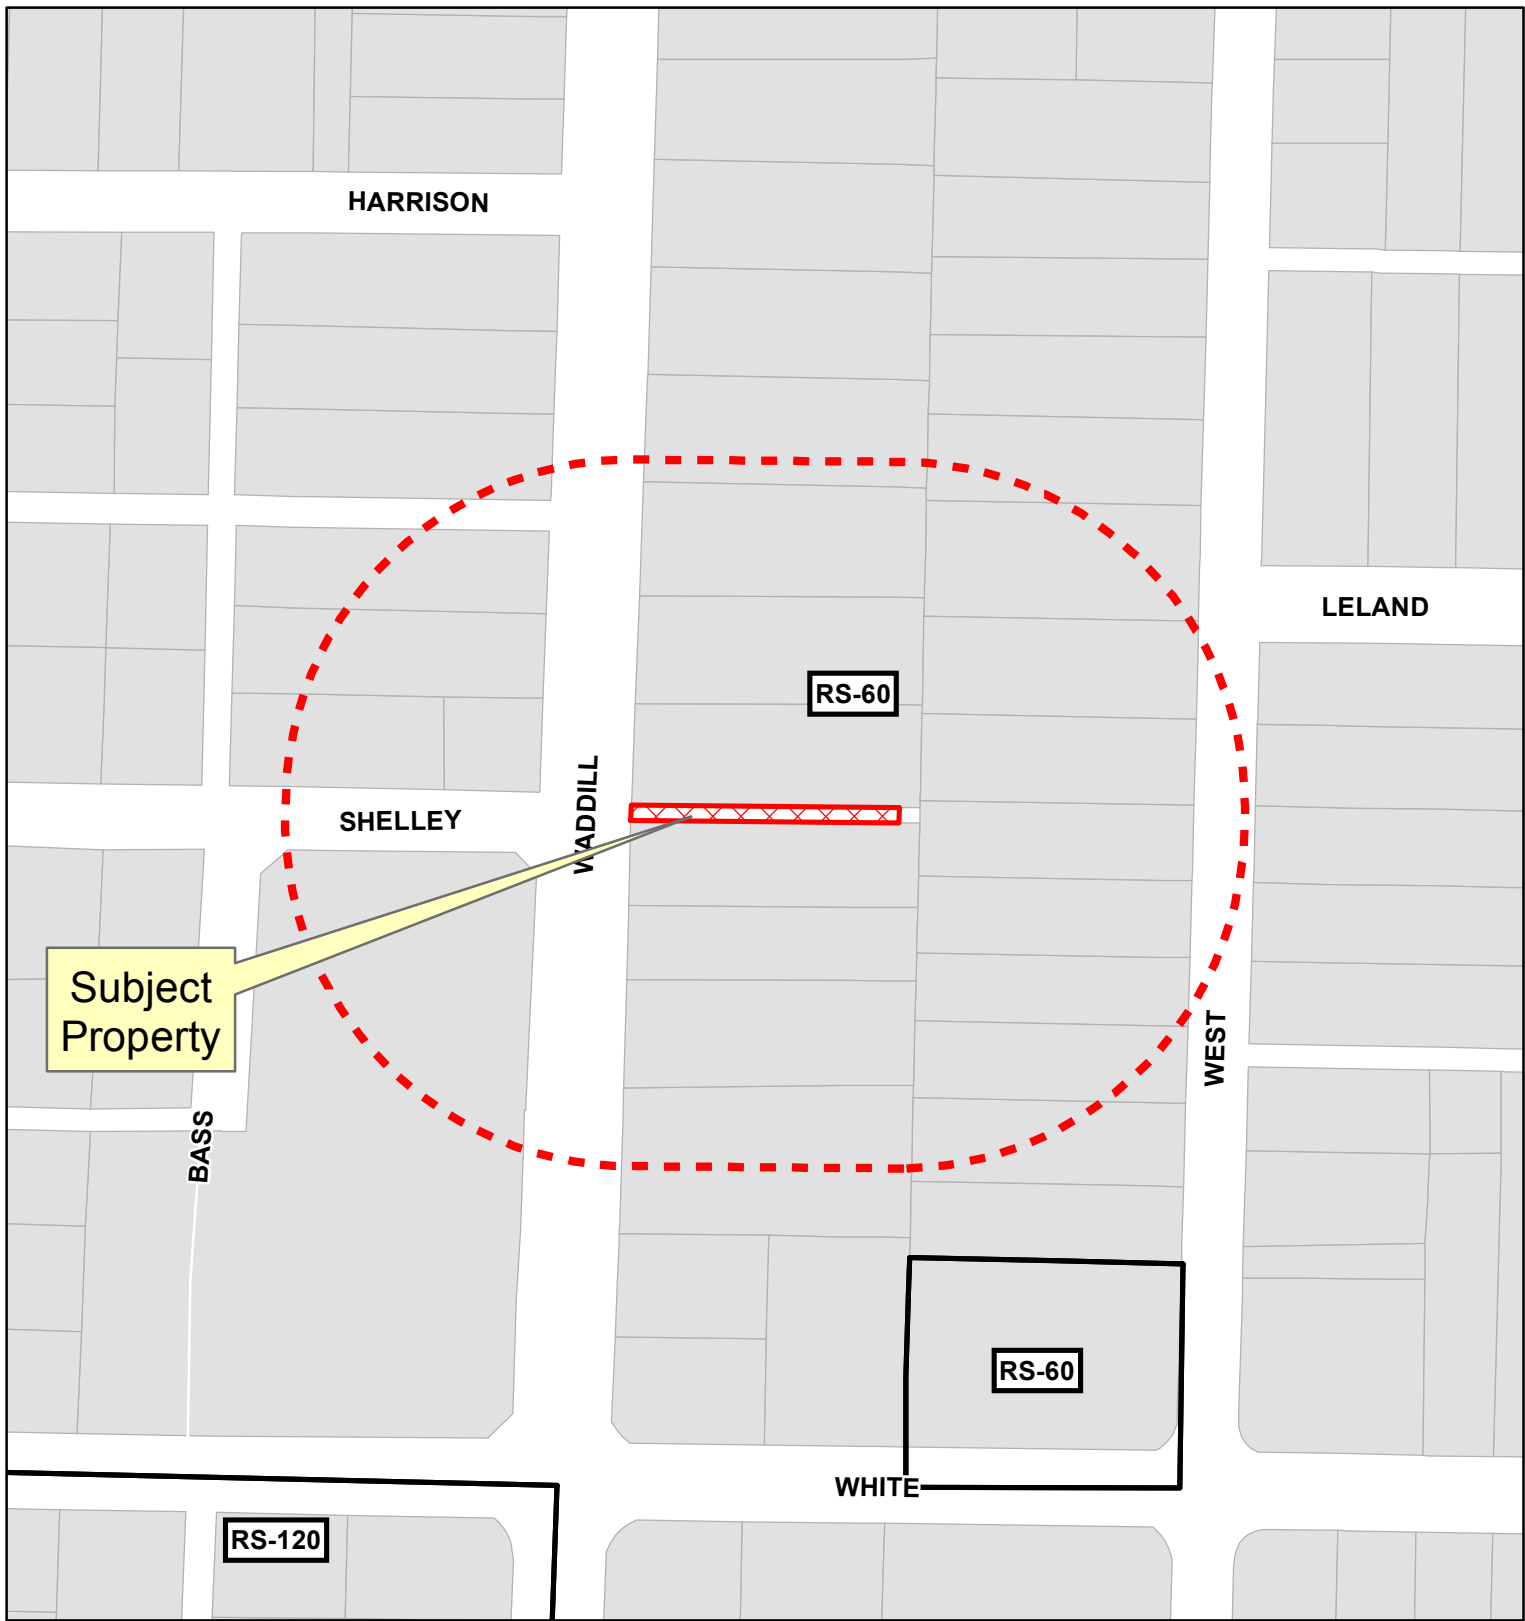 HARRISON
LELAND
RS-60
WADDILL
SHELLEY
Subject
Property
WEST
BASS
RS-60
WHITE
RS-120